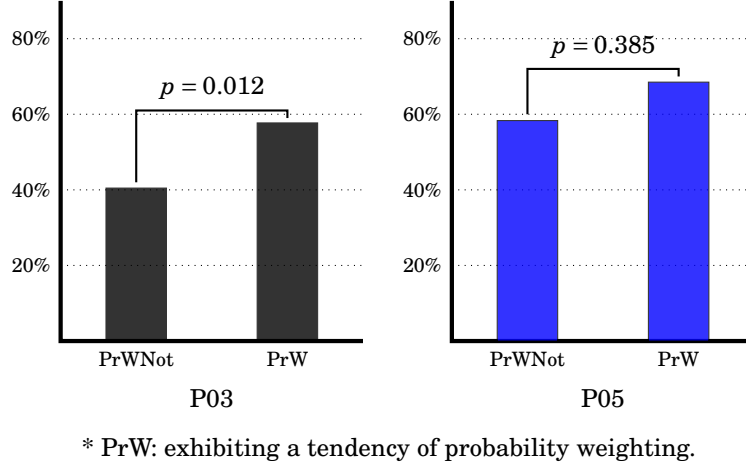 80%
60%
40%
20%
p = 0.012
PrWNot PrW
P03
80%
60%
40%
20%
p = 0.385
PrWNot PrW
P05
* PrW: exhibiting a tendency of probability weighting.